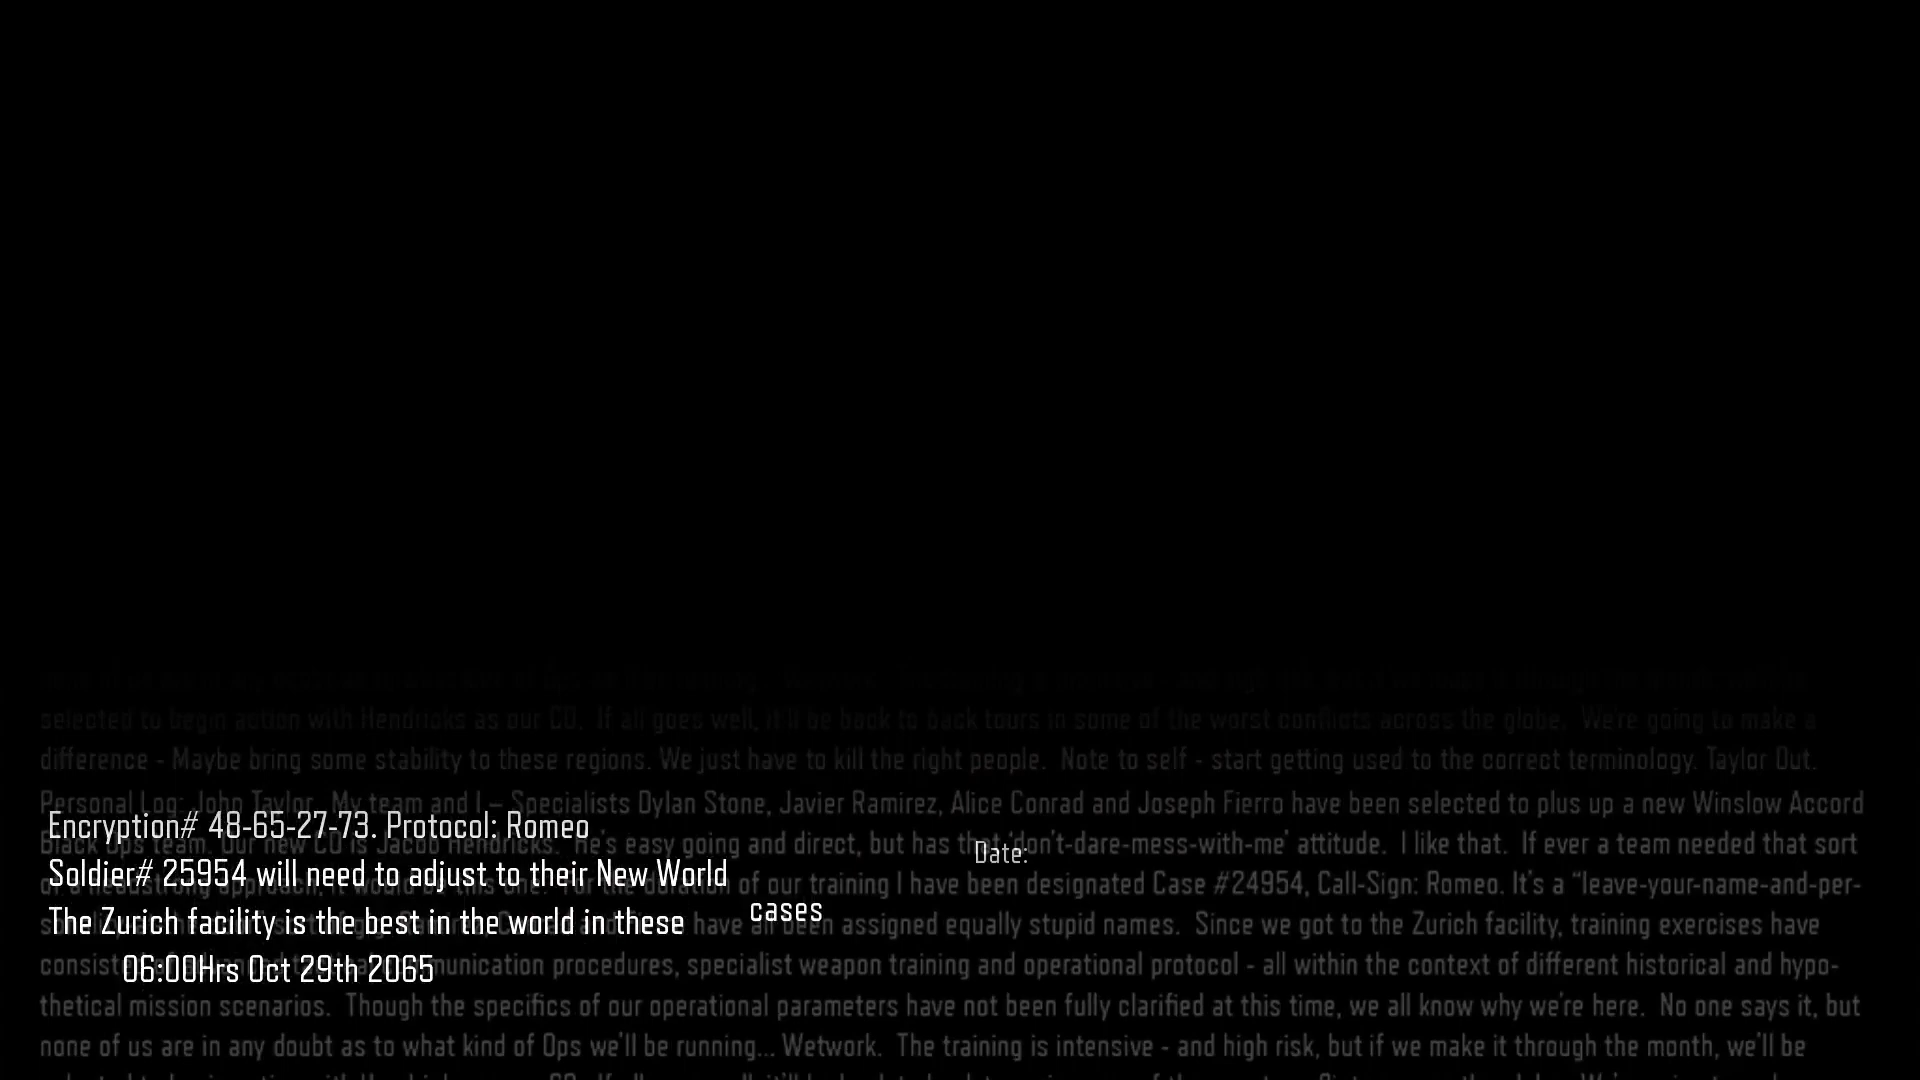 selected to begin action with Hendricks as our CO. If all goes well, it'll be back to back tours in some of the worst conflicts across the globe. We're going to make a
difference - Maybe bring some stability to these regions. We just have to kill the right people. Note to self - start getting used to the correct terminology. Taylor Out.
Personal Log: John Taylor. My team and I – Specialists Dylan Stone, Javier Ramirez, Alice Conrad and Joseph Fierro have been selected to plus up a new Winslow Accord
Encryption# 48-65-27-73. Protocol: Romeo
Black Ops team. Our new CO is Jacob Hendricks. He's easy going and direct, but has that 'don't-dare-mess-with-me' attitude. I like that. If ever a team needed that sort
Date:
Soldier# 25954 will need to adjust to their New World
of our training I have been designated Case #24954, Call-Sign: Romeo. It's a “leave-your-name-and-per-
The Zurich facility is the best in the world in these
cases
have all been assigned equally stupid names. Since we got to the Zurich facility, training exercises have
06:00Hrs Oct 29th 2065
procedures, specialist weapon training and operational protocol - all within the context of different historical and hypo-
thetical mission scenarios. Though the specifics of our operational parameters have not been fully clarified at this time, we all know why we're here. No one says it, but
none of us are in any doubt as to what kind of Ops we'll be running... Wetwork. The training is intensive - and high risk, but if we make it through the month, we'll be